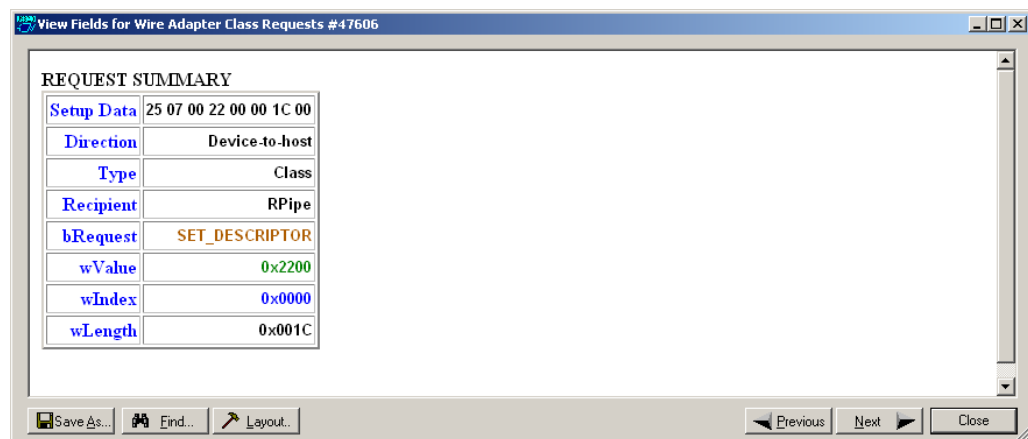 View Fields for Wire Adapter Class Requests #47606
REQUEST SUMMARY
Setup Data 25 07 00 22 00 00 1C 00
Direction Device-to-host
Type Class
Recipient RPipe
bRequest SET_DESCRIPTOR
wValue 0x2200
wIndex 0x0000
wLength 0x001C
Save As... Find... Layout.. Previous Next Close